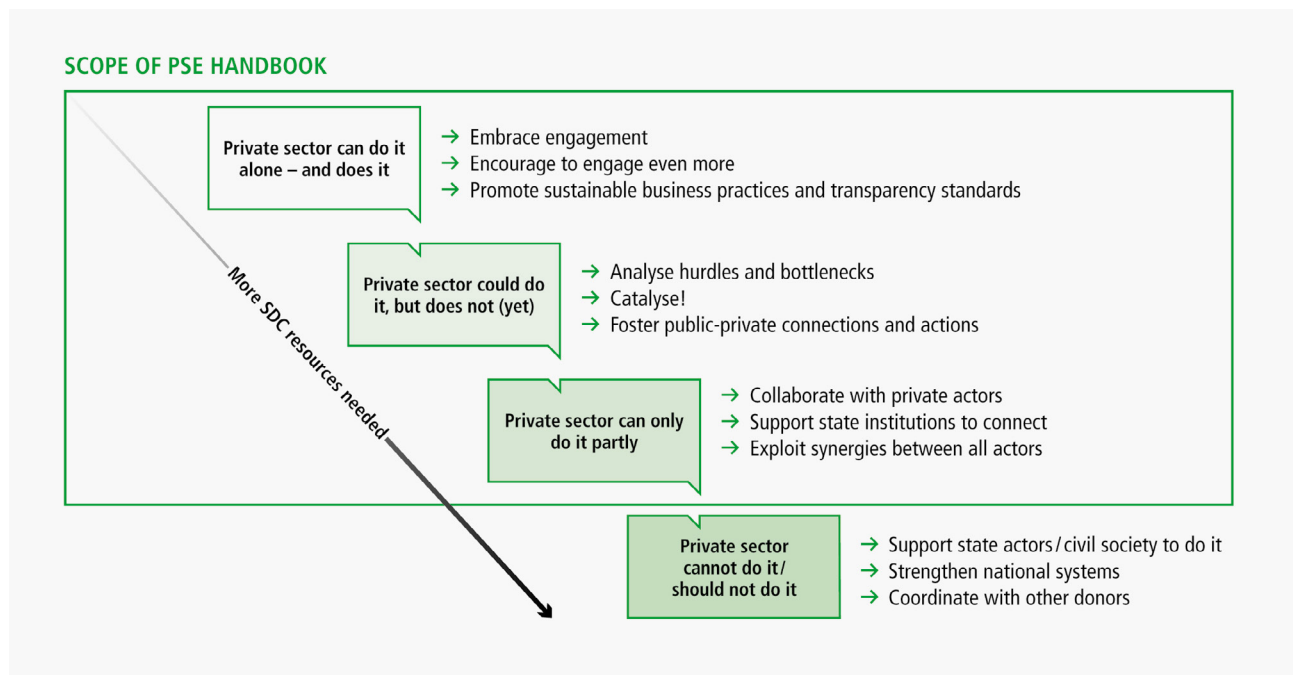 SCOPE OF PSE HANDBOOK
Private sector can do it
alone – and does it
→ Embrace engagement
→ Encourage to engage even more
→ Promote sustainable business practices and transparency standards
More SDC resources needed
Private sector could do
it, but does not (yet)
→ Analyse hurdles and bottlenecks
→ Catalyse!
→ Foster public-private connections and actions
Private sector can only
do it partly
→ Collaborate with private actors
→ Support state institutions to connect
→ Exploit synergies between all actors
Private sector
cannot do it/
should not do it
→ Support state actors/civil society to do it
→ Strengthen national systems
→ Coordinate with other donors